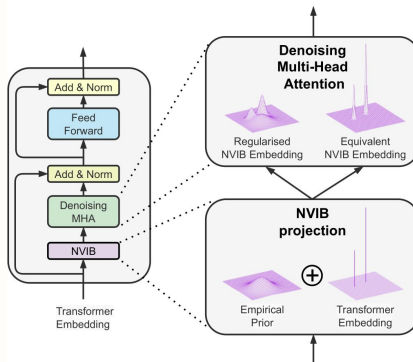 Add & Norm
Feed
Forward
Add & Norm
Denoising
MHA
NVIB
Transformer
Embedding
Denoising
Multi-Head
Attention
Regularised
NVIB Embedding
Equivalent
NVIB Embedding
NVIB
projection
Empirical
Prior
Transformer
Embedding